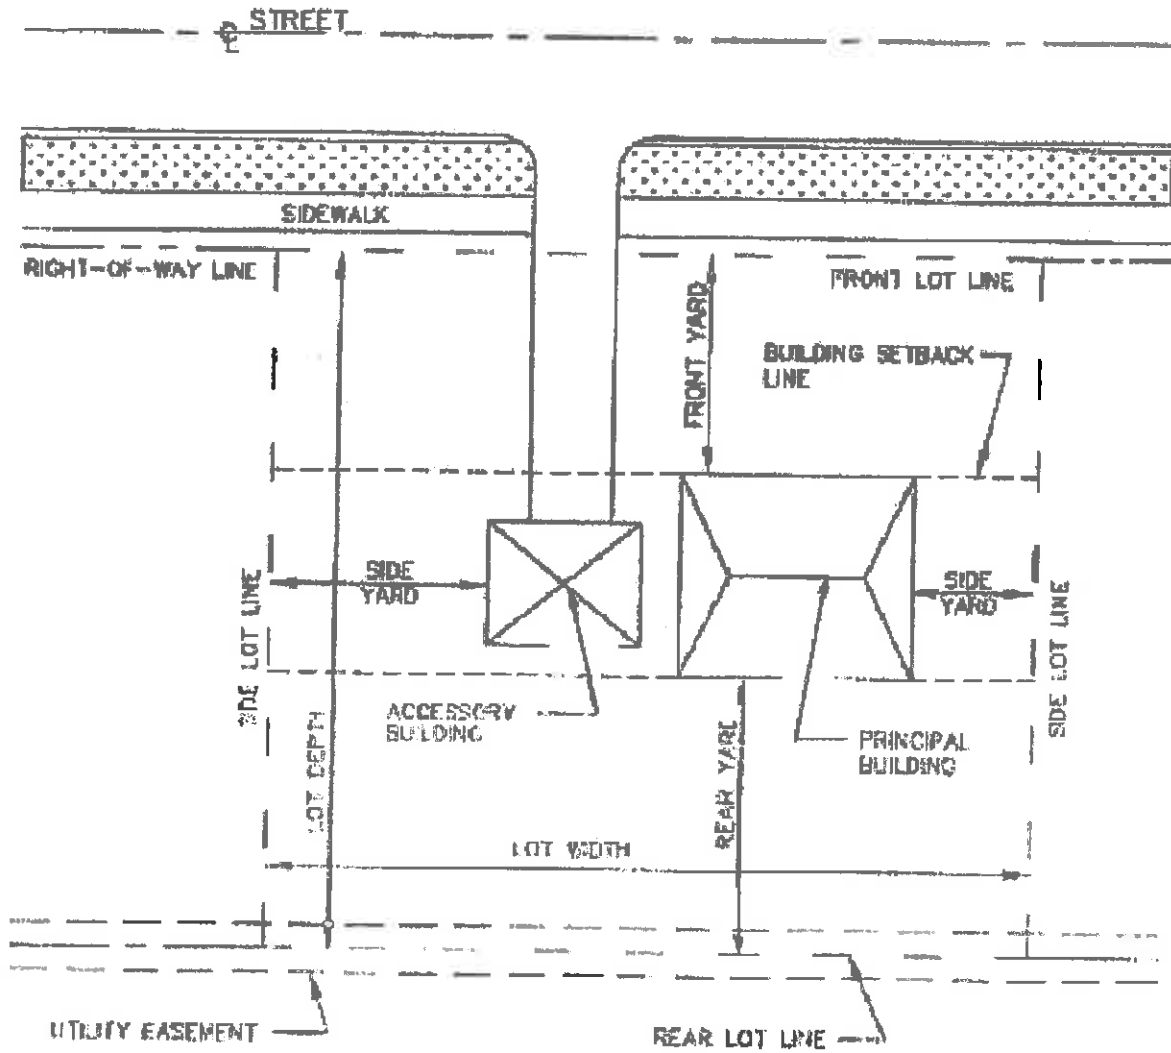 ℄ STREET
SIDEWALK
RIGHT-OF-WAY LINE
FRONT LOT LINE
FRONT YARD
BUILDING SETBACK
LINE
SIDE
YARD
SIDE
YARD
SIDE LOT LINE
SIDE LOT LINE
ACCESSORY
BUILDING
LOT DEPTH
REAR YARD
PRINCIPAL
BUILDING
LOT WIDTH
UTILITY EASEMENT
REAR LOT LINE